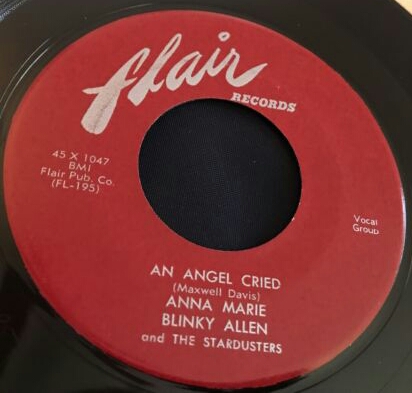 flair
RECORDS
45 X 1047
BMI
Flair Pub. Co.
(FL-195)
Vocal
Group
AN ANGEL CRIED
(Maxwell Davis)
ANNA MARIE
BLINKY ALLEN
and THE STARDUSTERS